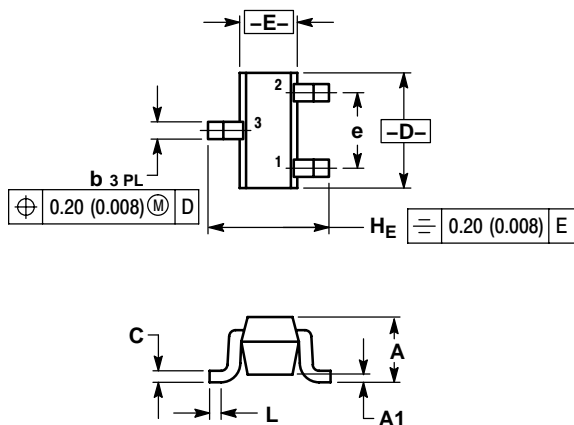 –E–
2
3
e
–D–
1
b 3 PL
⌖ 0.20 (0.008) Ⓜ D
HE
⌯ 0.20 (0.008) E
C
A
L
A1